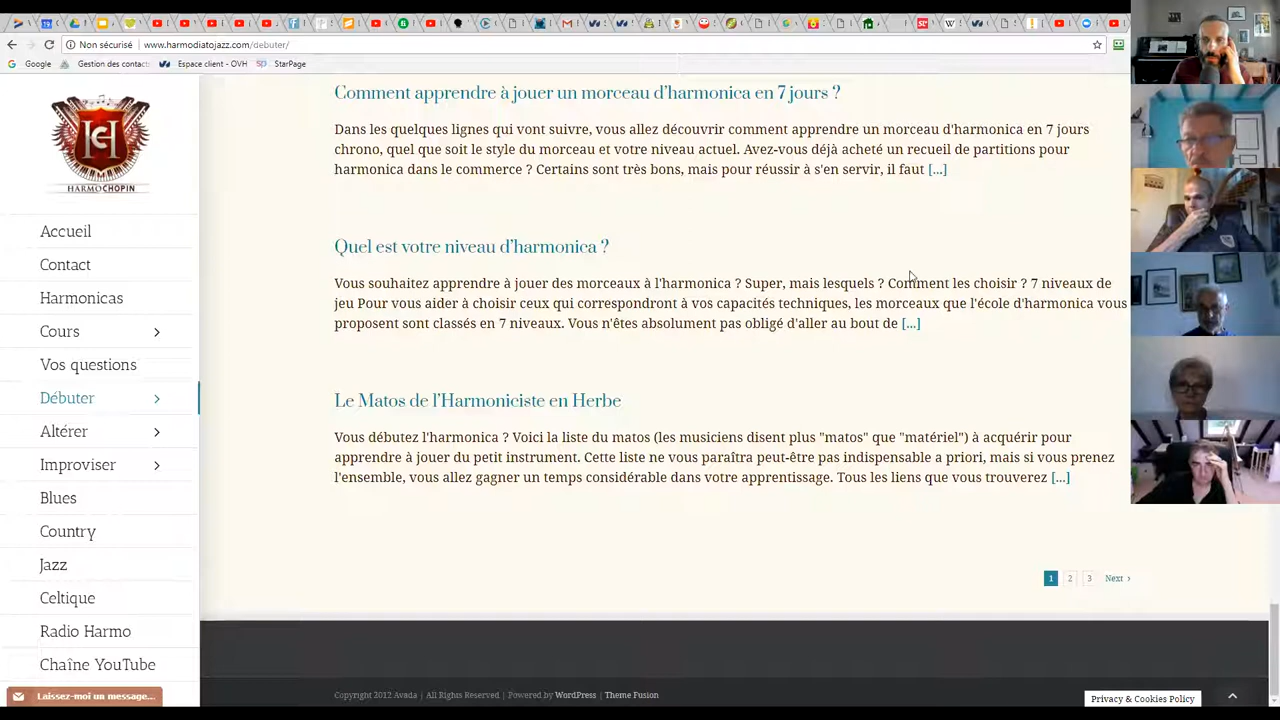 Non sécurisé | www.harmodiatojazz.com/debuter/
Google
Gestion des contacts
Espace client - OVH
StarPage
HARMOCHOPIN
Accueil
Contact
Harmonicas
Cours
Vos questions
Débuter
Altérer
Improviser
Blues
Country
Jazz
Celtique
Radio Harmo
Chaîne YouTube
Laissez-moi un message...
Comment apprendre à jouer un morceau d'harmonica en 7 jours ?
Dans les quelques lignes qui vont suivre, vous allez découvrir comment apprendre un morceau d'harmonica en 7 jours
chrono, quel que soit le style du morceau et votre niveau actuel. Avez-vous déjà acheté un recueil de partitions pour
harmonica dans le commerce ? Certains sont très bons, mais pour réussir à s'en servir, il faut [...]
Quel est votre niveau d'harmonica ?
Vous souhaitez apprendre à jouer des morceaux à l'harmonica ? Super, mais lesquels ? Comment les choisir ? 7 niveaux de
jeu Pour vous aider à choisir ceux qui correspondront à vos capacités techniques, les morceaux que l'école d'harmonica vous
proposent sont classés en 7 niveaux. Vous n'êtes absolument pas obligé d'aller au bout de [...]
Le Matos de l'Harmoniciste en Herbe
Vous débutez l'harmonica ? Voici la liste du matos (les musiciens disent plus "matos" que "matériel") à acquérir pour
apprendre à jouer du petit instrument. Cette liste ne vous paraîtra peut-être pas indispensable a priori, mais si vous prenez
l'ensemble, vous allez gagner un temps considérable dans votre apprentissage. Tous les liens que vous trouverez [...]
1 2 3 Next ›
Copyright 2012 Avada | All Rights Reserved | Powered by WordPress | Theme Fusion
Privacy & Cookies Policy